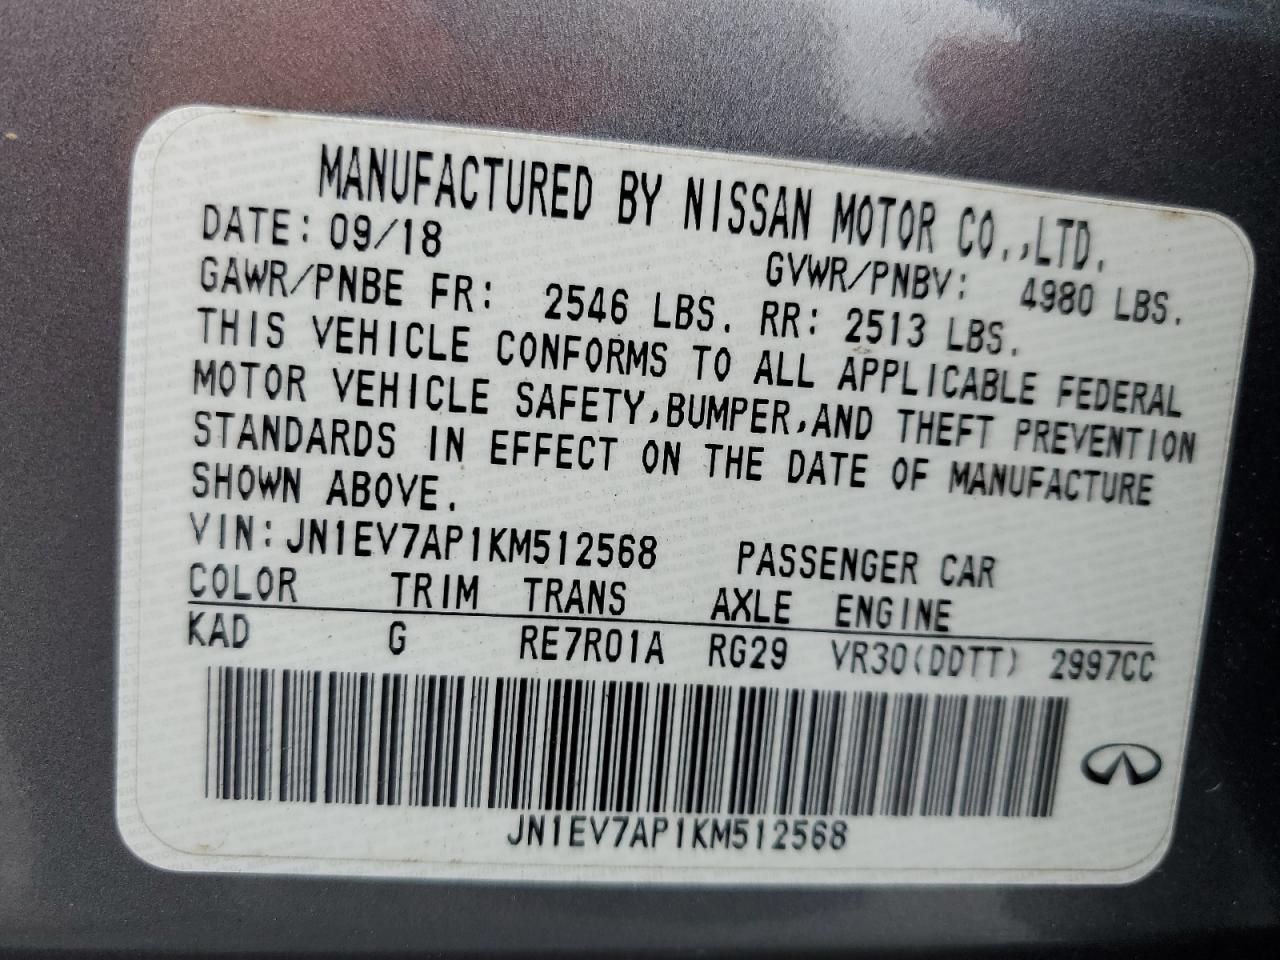 MANUFACTURED BY NISSAN MOTOR CO.,LTD.
DATE: 09/18 GVWR/PNBV: 4980 LBS.
GAWR/PNBE FR: 2546 LBS. RR: 2513 LBS.
THIS VEHICLE CONFORMS TO ALL APPLICABLE FEDERAL
MOTOR VEHICLE SAFETY,BUMPER,AND THEFT PREVENTION
STANDARDS IN EFFECT ON THE DATE OF MANUFACTURE
SHOWN ABOVE.
VIN: JN1EV7AP1KM512568 PASSENGER CAR
COLOR TRIM TRANS AXLE ENGINE
KAD G RE7R01A RG29 VR30(DDTT) 2997CC
JN1EV7AP1KM512568